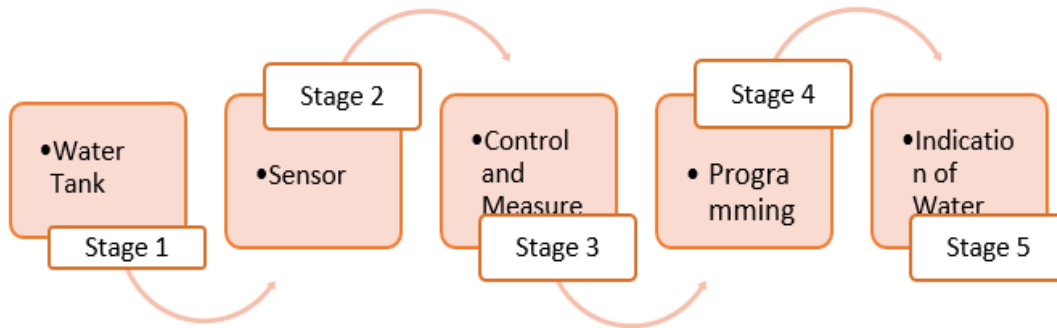 •Water
Tank
Stage 1
Stage 2
•Sensor
•Control
and
Measure
Stage 3
Stage 4
• Progra
mming
•Indicatio
n of
Water
Stage 5